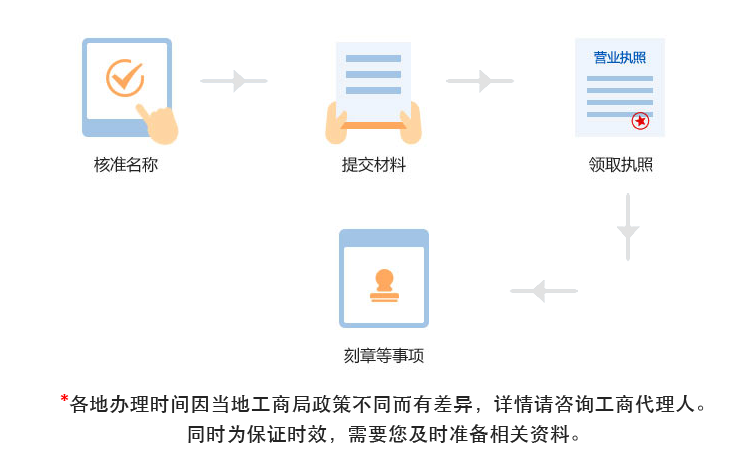 营业执照
核准名称
提交材料
领取执照
刻章等事项
*各地办理时间因当地工商局政策不同而有差异，详情请咨询工商代理人。
同时为保证时效，需要您及时准备相关资料。